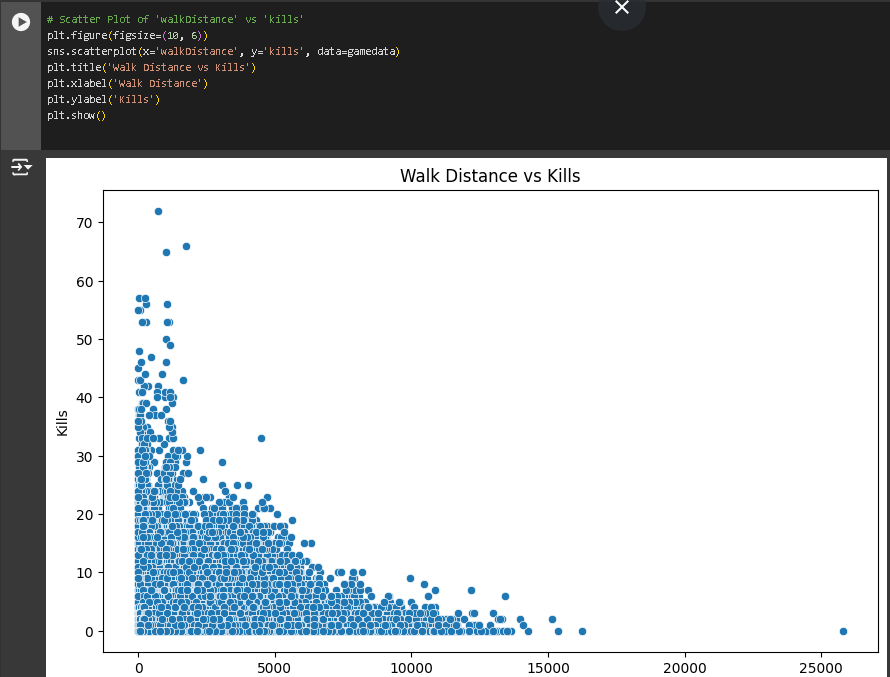 # Scatter Plot of 'walkDistance' vs 'kills'
plt.figure(figsize=(10, 6))
sns.scatterplot(x='walkDistance', y='kills', data=gamedata)
plt.title('Walk Distance vs Kills')
plt.xlabel('Walk Distance')
plt.ylabel('Kills')
plt.show()
Walk Distance vs Kills
70
60
50
40
Kills
30
20
10
0
0 5000 10000 15000 20000 25000